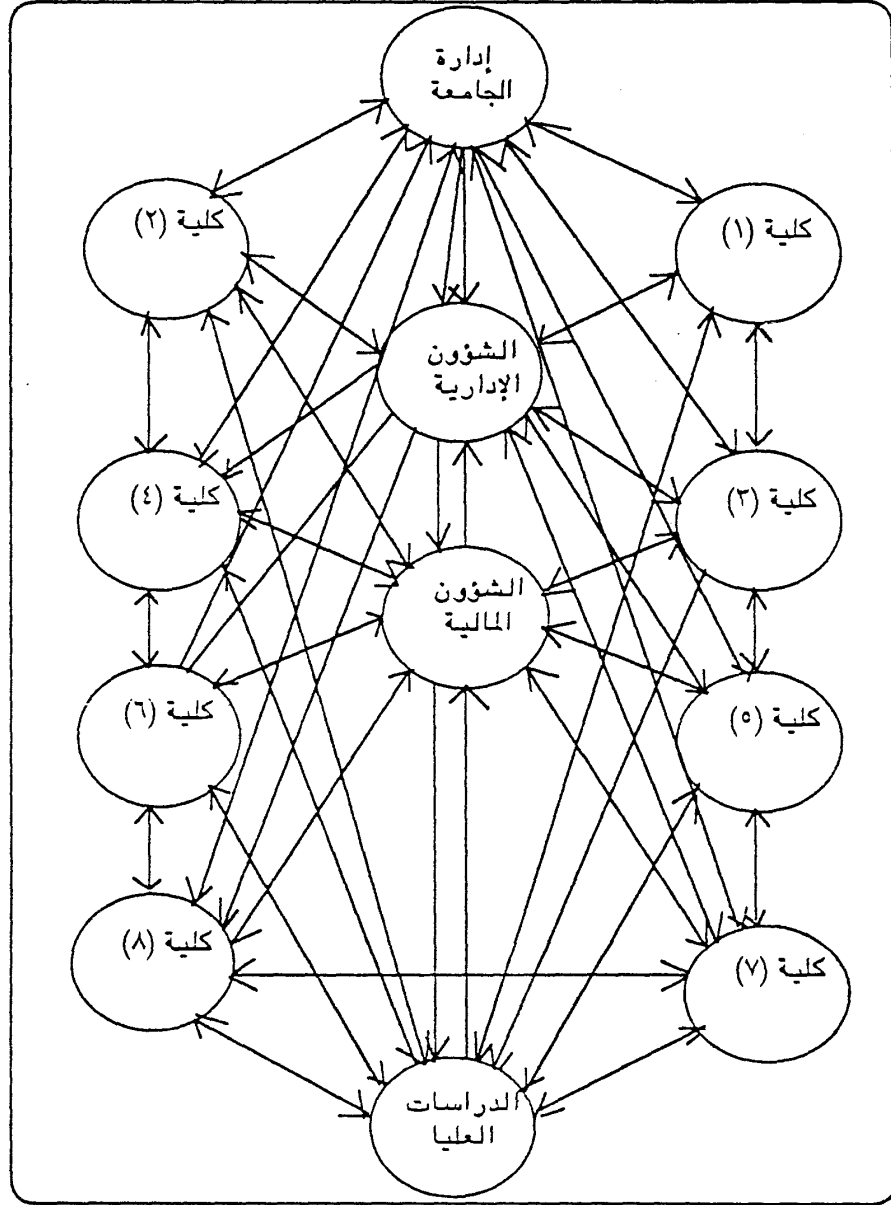 إدارة
الجامعة
كلية (١)
كلية (٢)
الشؤون
الإدارية
كلية (٣)
كلية (٤)
الشؤون
المالية
كلية (٥)
كلية (٦)
كلية (٧)
كلية (٨)
الدراسات
العليا